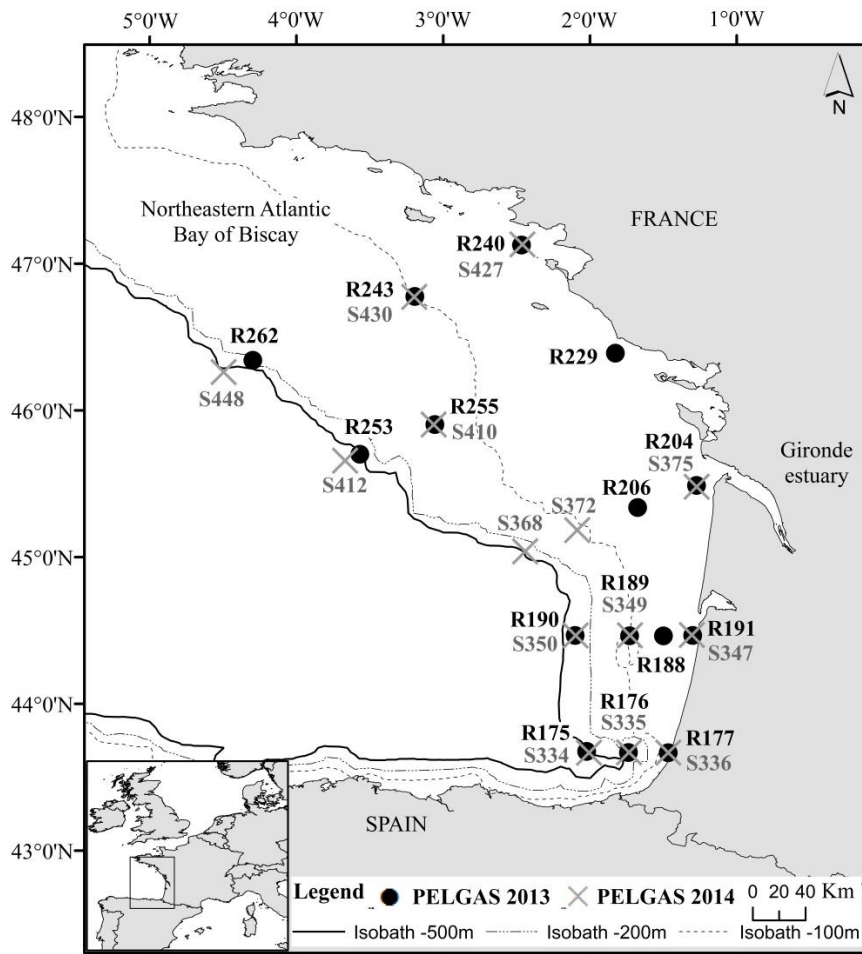 5°0'W 4°0'W 3°0'W 2°0'W 1°0'W
48°0'N
47°0'N
46°0'N
45°0'N
44°0'N
43°0'N
N
Northeastern Atlantic
Bay of Biscay
FRANCE
R240
S427
R243
S430
R262
S448
R229
R255
S410
R253
S412
R204
S375
Gironde
estuary
R206
S372
S368
R189
S349
R190
S350
R191
S347
R188
R176
S335
R175
S334
R177
S336
SPAIN
Legend PELGAS 2013 PELGAS 2014 0 20 40 Km
Isobath -500m Isobath -200m Isobath -100m